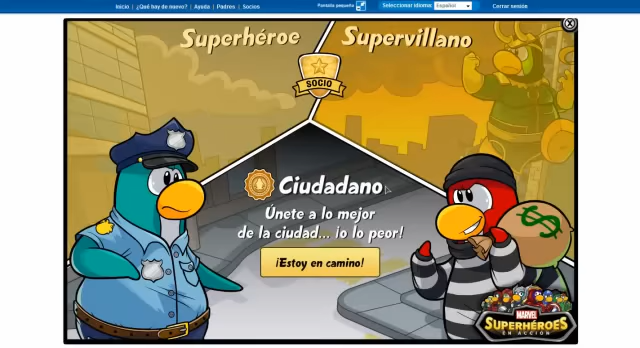 Inicio | ¿Qué hay de nuevo? | Ayuda | Padres | Socios
Pantalla pequeña
Seleccionar idioma: Español
Cerrar sesión
Superhéroe
Supervillano
SOCIO
Ciudadano
Únete a lo mejor
de la ciudad... ¡o lo peor!
¡Estoy en camino!
MARVEL
SUPERHÉROES
EN ACCIÓN